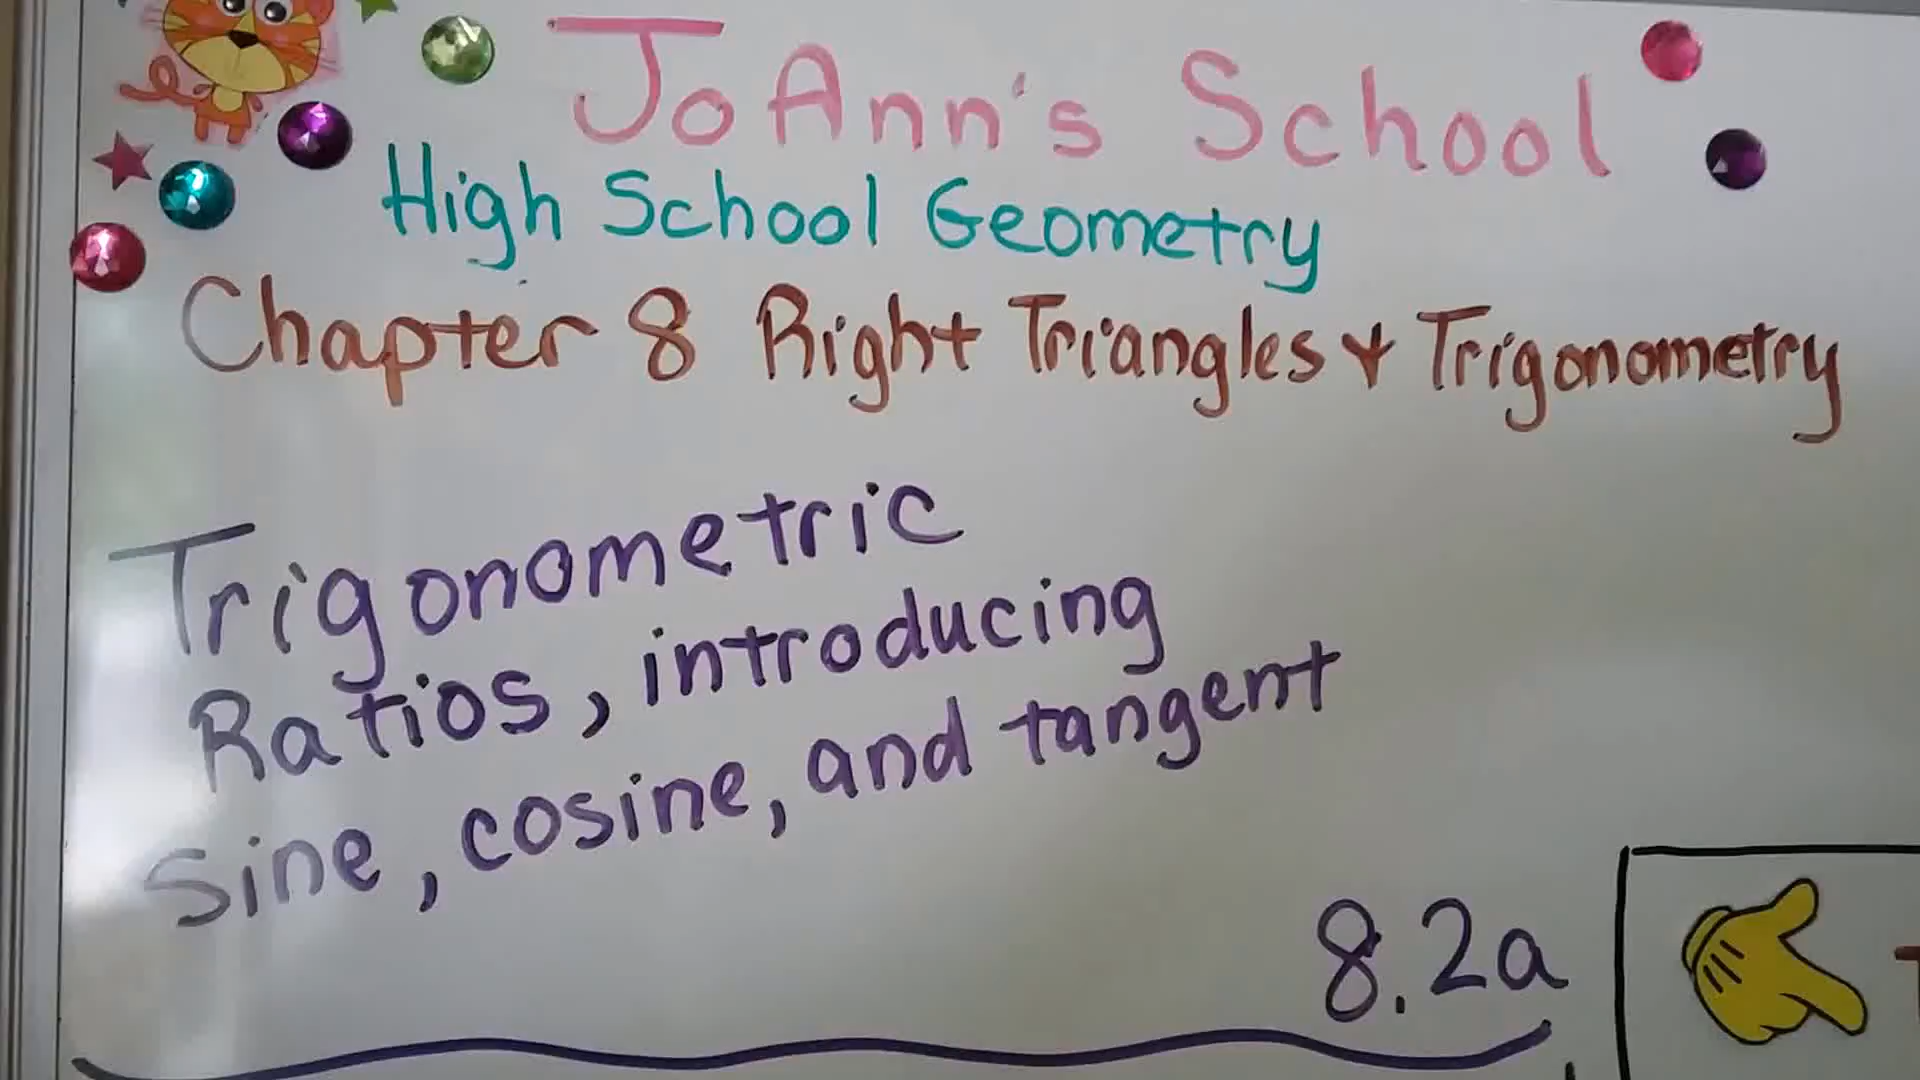 JoAnn's School
High School Geometry
Chapter 8 Right Triangles & Trigonometry
Trigonometric
Ratios, introducing
sine, cosine, and tangent
8.2a